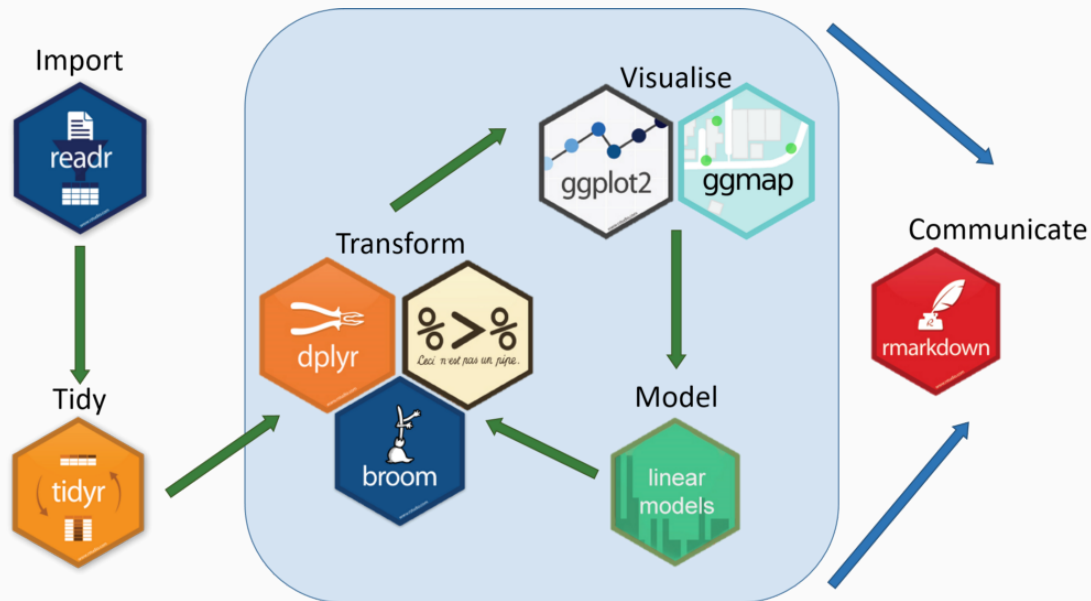 Import
readr
Tidy
tidyr
Transform
dplyr
%>%
Ceci n'est pas un pipe.
broom
Visualise
ggplot2
ggmap
Model
linear
models
Communicate
rmarkdown